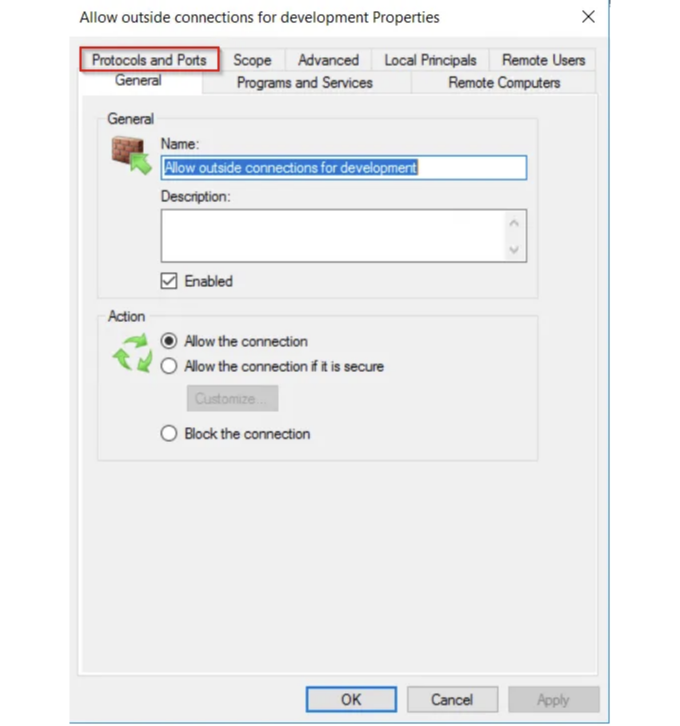 Allow outside connections for development Properties
Protocols and Ports Scope Advanced Local Principals Remote Users
General Programs and Services Remote Computers
General
Name:
Allow outside connections for development
Description:
Enabled
Action
Allow the connection
Allow the connection if it is secure
Customize...
Block the connection
OK Cancel Apply